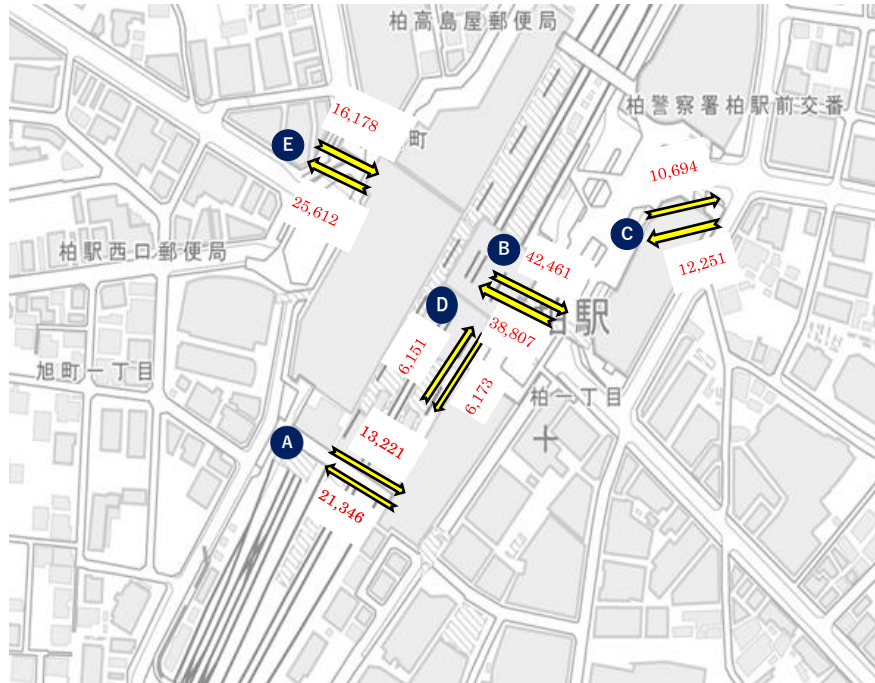 柏高島屋郵便局
柏警察署柏駅前交番
16,178
町
E
10,694
25,612
C
柏駅西口郵便局
B
42,461
12,251
D
柏駅
38,807
6,151
旭町一丁目
6,173
柏一丁目
13,221
A
21,346